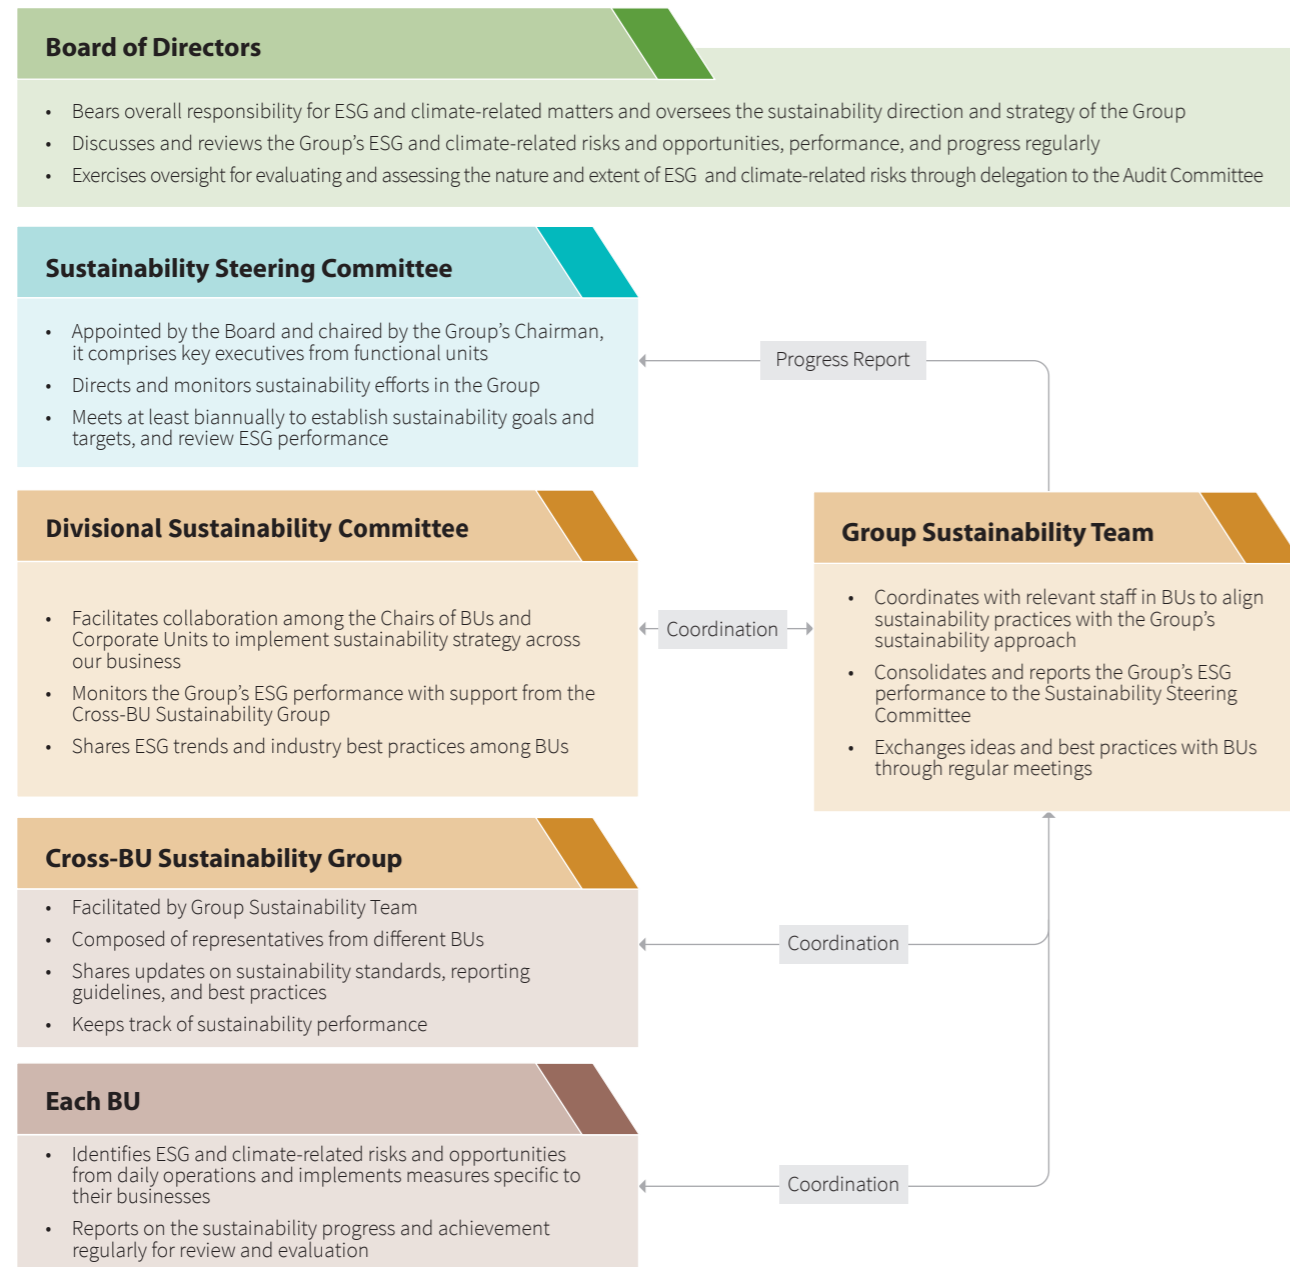 Board of Directors
• Bears overall responsibility for ESG and climate-related matters and oversees the sustainability direction and strategy of the Group
• Discusses and reviews the Group’s ESG and climate-related risks and opportunities, performance, and progress regularly
• Exercises oversight for evaluating and assessing the nature and extent of ESG and climate-related risks through delegation to the Audit Committee
Sustainability Steering Committee
• Appointed by the Board and chaired by the Group’s Chairman,
it comprises key executives from functional units
• Directs and monitors sustainability efforts in the Group
• Meets at least biannually to establish sustainability goals and
targets, and review ESG performance
Progress Report
Divisional Sustainability Committee
• Facilitates collaboration among the Chairs of BUs and
Corporate Units to implement sustainability strategy across
our business
• Monitors the Group’s ESG performance with support from the
Cross-BU Sustainability Group
• Shares ESG trends and industry best practices among BUs
Coordination
Group Sustainability Team
• Coordinates with relevant staff in BUs to align
sustainability practices with the Group’s
sustainability approach
• Consolidates and reports the Group’s ESG
performance to the Sustainability Steering
Committee
• Exchanges ideas and best practices with BUs
through regular meetings
Cross-BU Sustainability Group
• Facilitated by Group Sustainability Team
• Composed of representatives from different BUs
• Shares updates on sustainability standards, reporting
guidelines, and best practices
• Keeps track of sustainability performance
Coordination
Each BU
• Identifies ESG and climate-related risks and opportunities
from daily operations and implements measures specific to
their businesses
• Reports on the sustainability progress and achievement
regularly for review and evaluation
Coordination